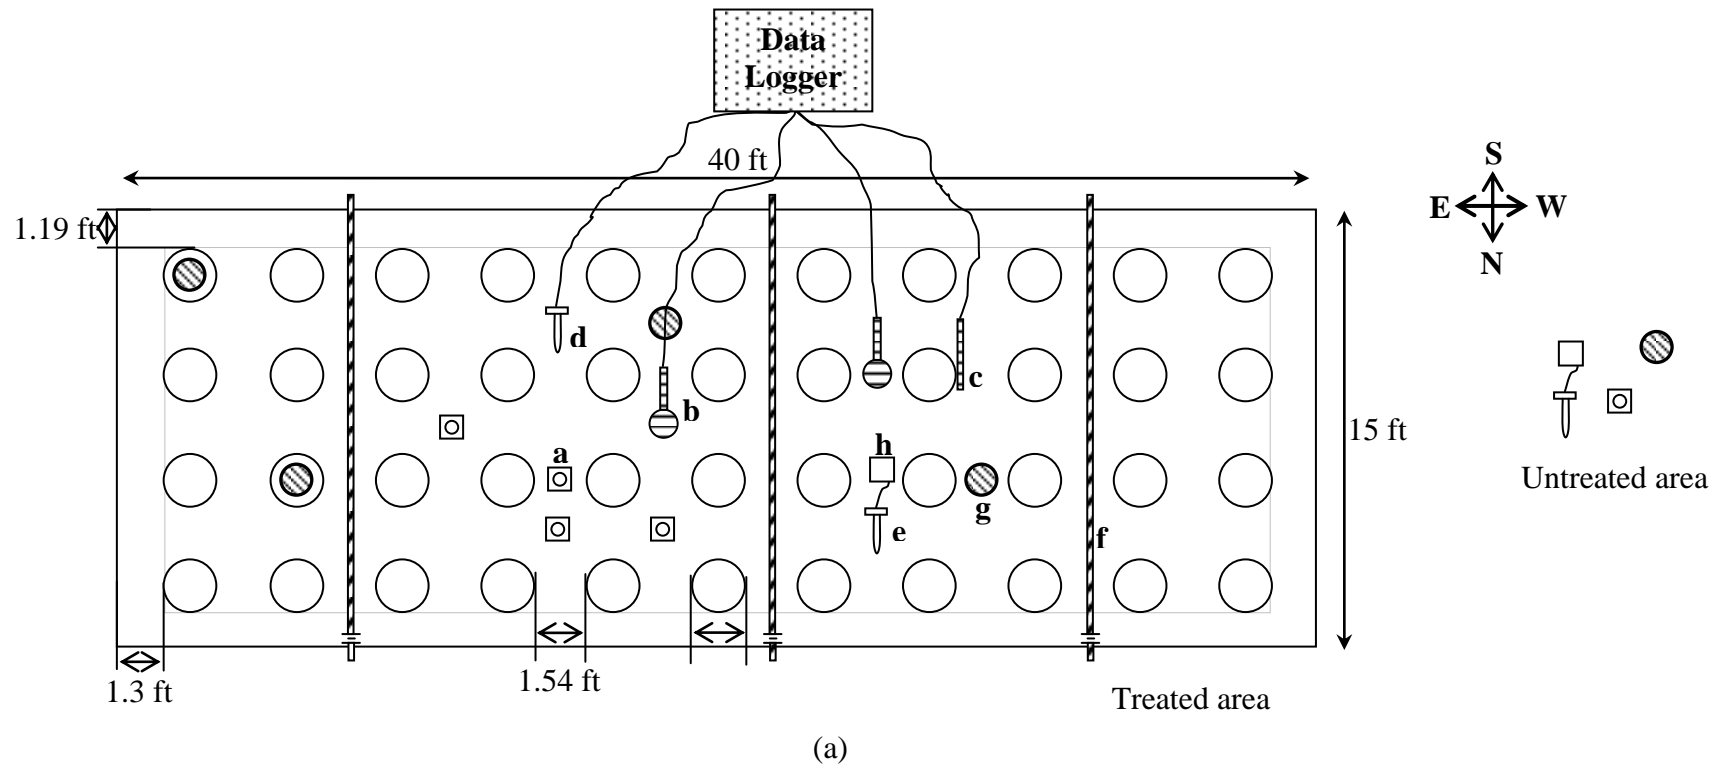 Data
Logger
40 ft
S
E W
N
1.19 ft
d
c
b
15 ft
a
h
g
e
f
Untreated area
1.54 ft
1.3 ft
Treated area
(a)